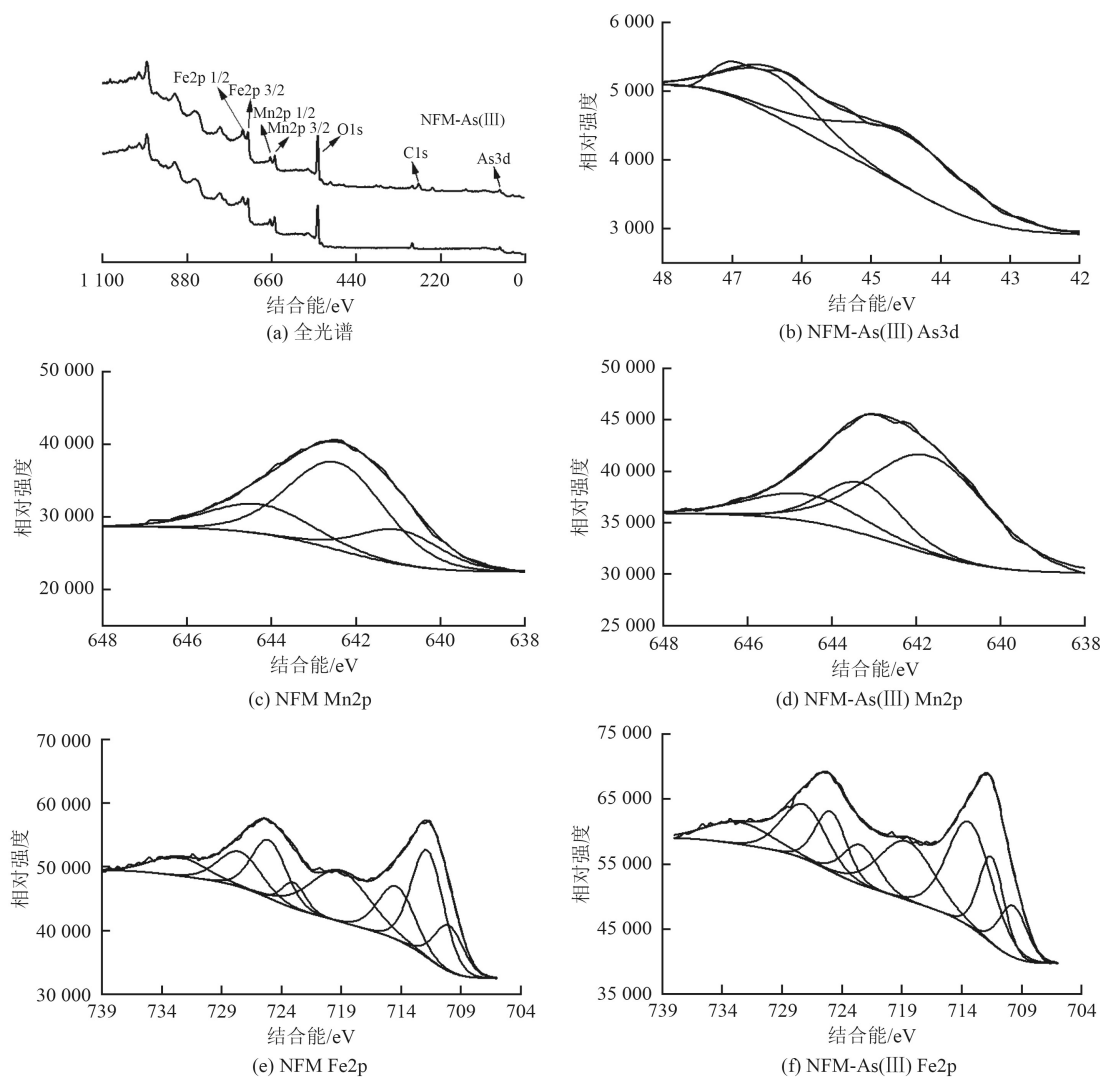 Fe2p 1/2
Fe2p 3/2
Mn2p 1/2
Mn2p 3/2
O1s
NFM-As(Ⅲ)
C1s
As3d
1 100 880 660 440 220 0
结合能/eV
(a) 全光谱
相对强度
6 000
5 000
4 000
3 000
48 47 46 45 44 43 42
结合能/eV
(b) NFM-As(Ⅲ) As3d
相对强度
50 000
40 000
30 000
20 000
648 646 644 642 640 638
结合能/eV
(c) NFM Mn2p
相对强度
50 000
45 000
40 000
35 000
30 000
25 000
648 646 644 642 640 638
结合能/eV
(d) NFM-As(Ⅲ) Mn2p
相对强度
70 000
60 000
50 000
40 000
30 000
739 729 724 719 714 709 704
结合能/eV
(e) NFM Fe2p
相对强度
75 000
65 000
55 000
45 000
35 000
739 729 724 719 714 709 704
结合能/eV
(f) NFM-As(Ⅲ) Fe2p